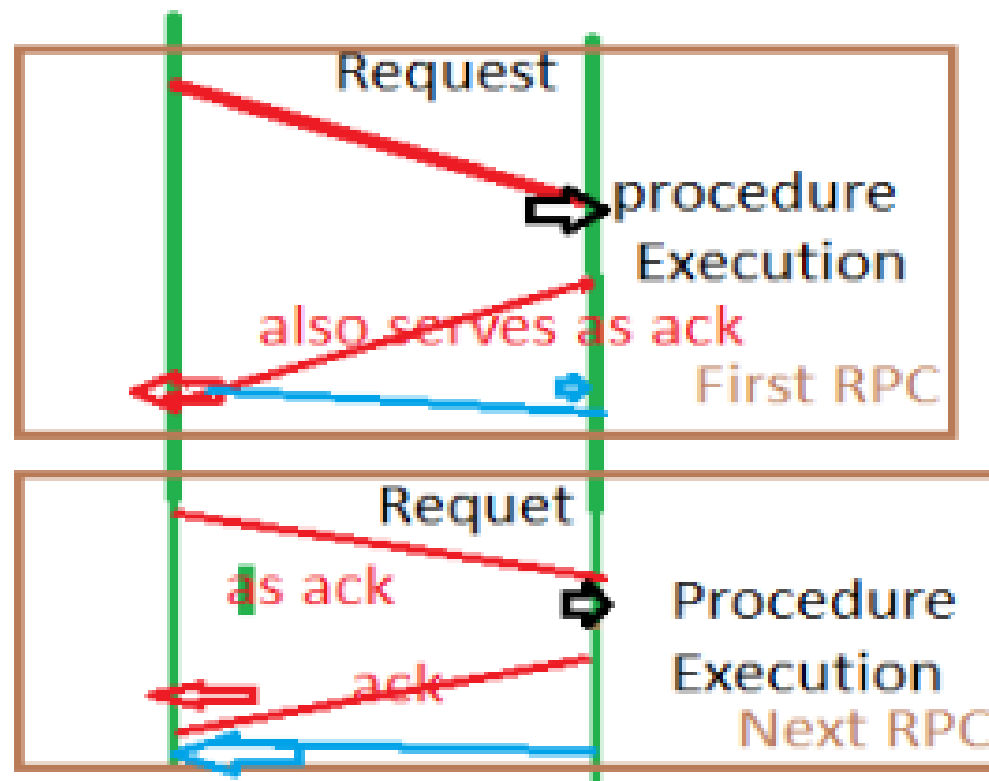 Request
procedure
Execution
also serves as ack
First RPC
Requet
as ack
Procedure
Execution
ack
Next RPC